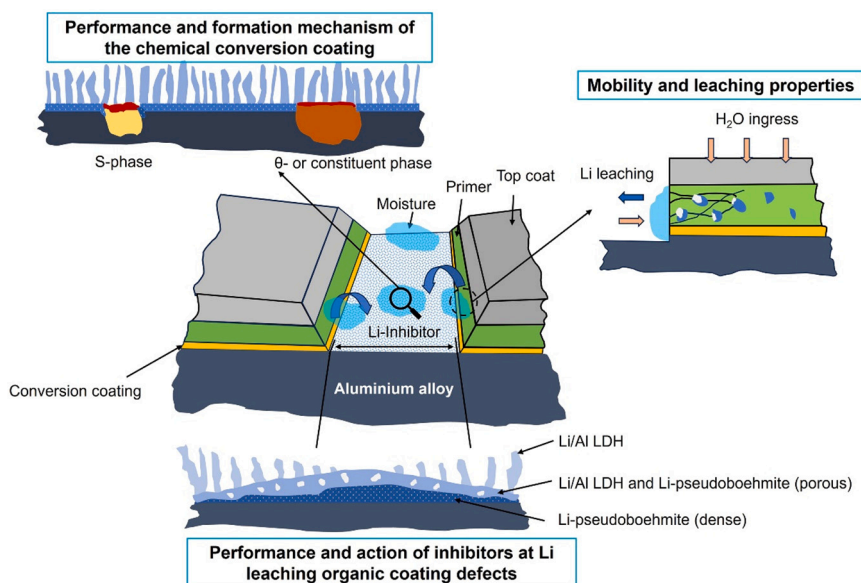 Performance and formation mechanism of
the chemical conversion coating
S-phase
θ- or constituent phase
Mobility and leaching properties
H₂O ingress
Li leaching
Top coat
Primer
Moisture
Li-Inhibitor
Conversion coating
Aluminium alloy
Li/Al LDH
Li/Al LDH and Li-pseudoboehmite (porous)
Li-pseudoboehmite (dense)
Performance and action of inhibitors at Li
leaching organic coating defects